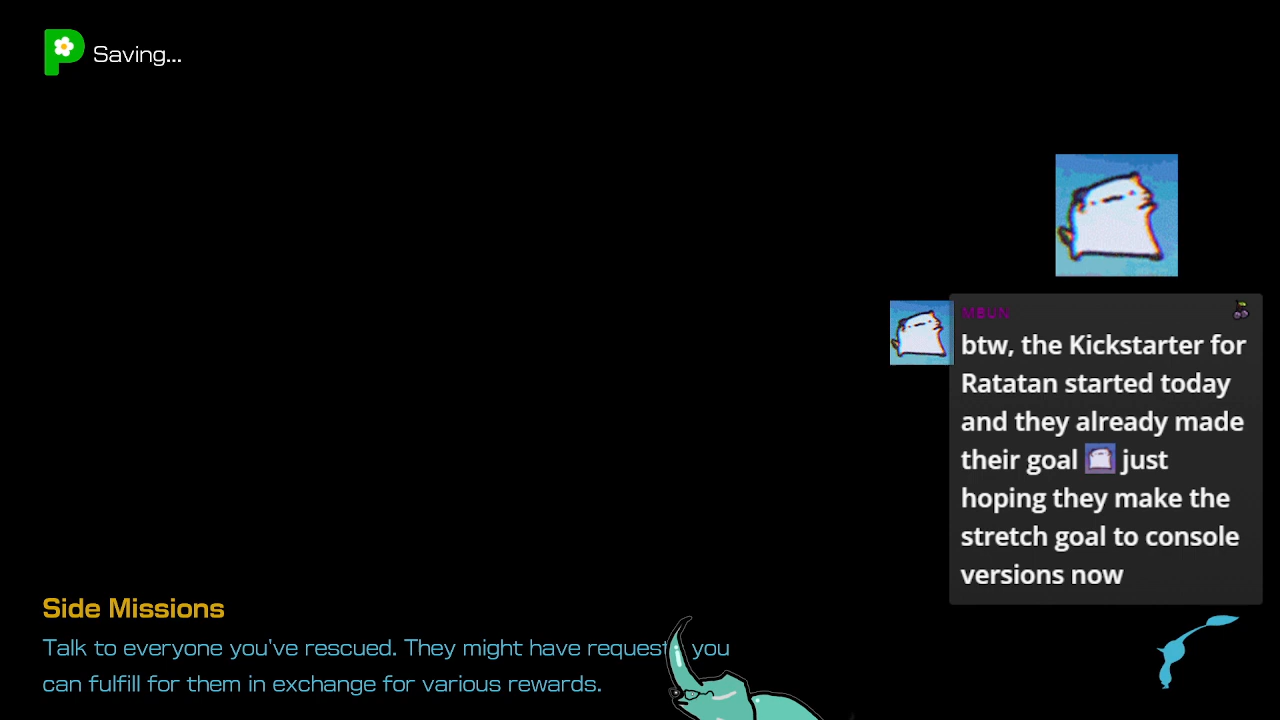 Saving...
MBUN
btw, the Kickstarter for
Ratatan started today
and they already made
their goal just
hoping they make the
stretch goal to console
versions now
Side Missions
Talk to everyone you've rescued. They might have requests you
can fulfill for them in exchange for various rewards.